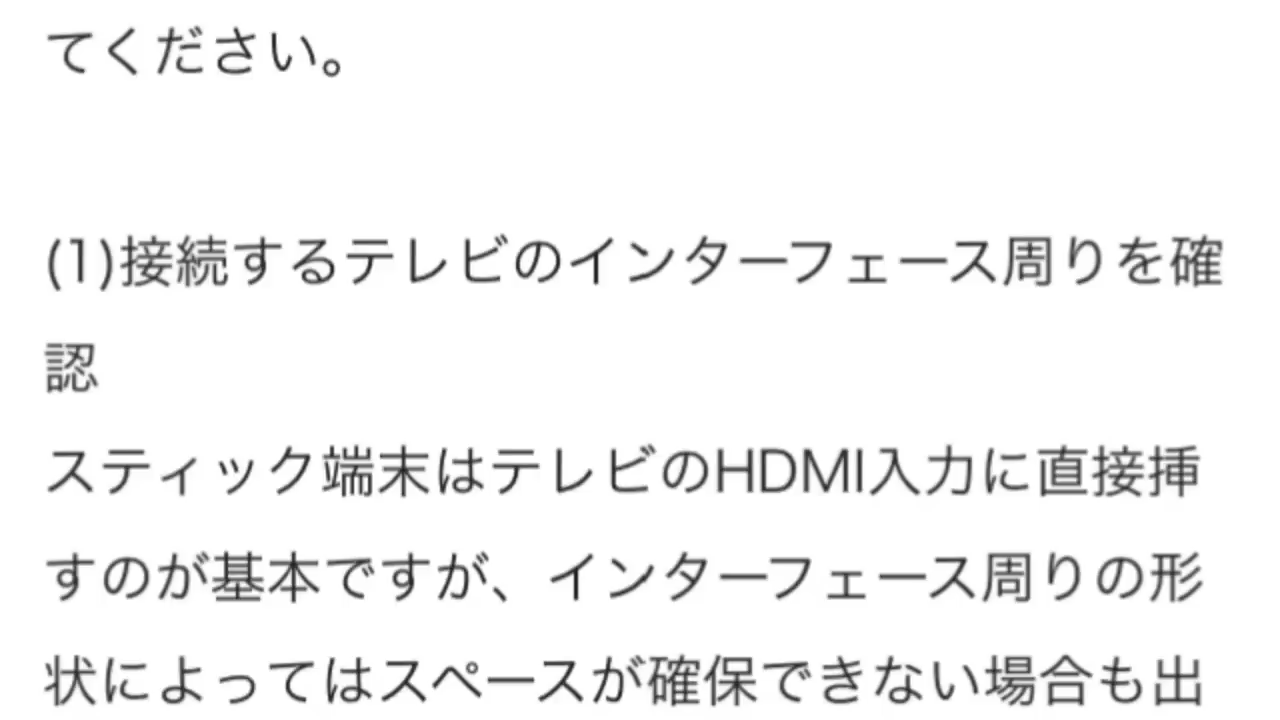 てください。
(1)接続するテレビのインターフェース周りを確
認
スティック端末はテレビのHDMI入力に直接挿
すのが基本ですが、インターフェース周りの形
状によってはスペースが確保できない場合も出